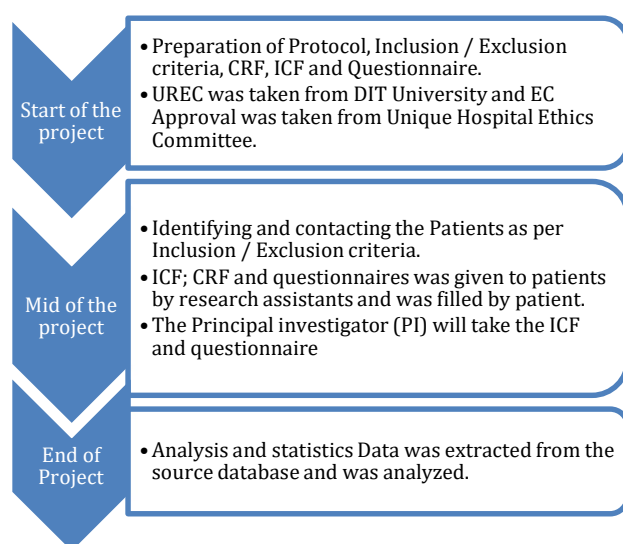 Start of the
project
• Preparation of Protocol, Inclusion / Exclusion
criteria, CRF, ICF and Questionnaire.
• UREC was taken from DIT University and EC
Approval was taken from Unique Hospital Ethics
Committee.
Mid of the
project
• Identifying and contacting the Patients as per
Inclusion / Exclusion criteria.
• ICF; CRF and questionnaires was given to patients
by research assistants and was filled by patient.
• The Principal investigator (PI) will take the ICF
and questionnaire
End of
Project
• Analysis and statistics Data was extracted from the
source database and was analyzed.